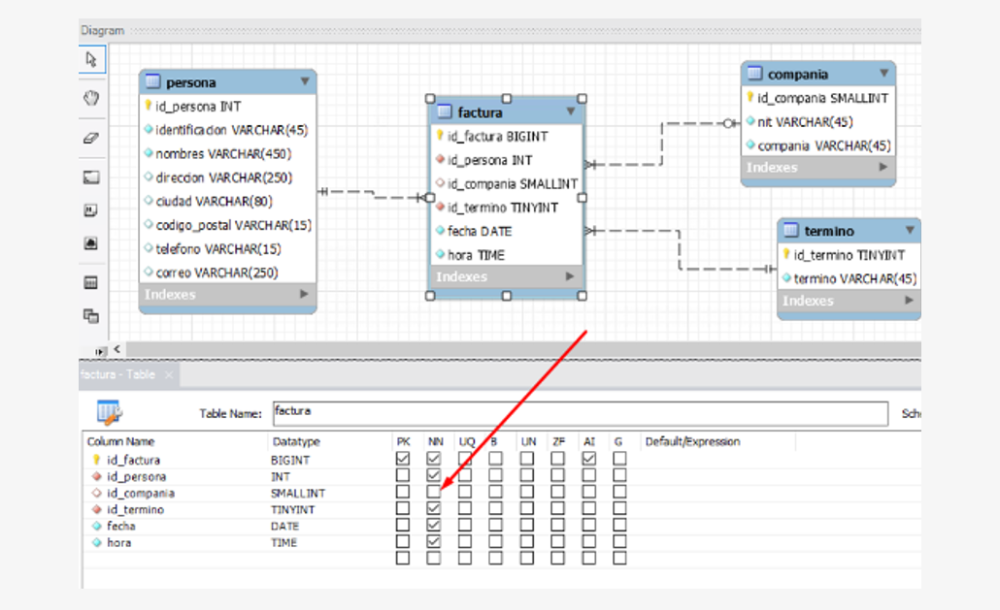 Diagram
persona
id_persona INT
identificacion VARCHAR(45)
nombres VARCHAR(450)
direccion VARCHAR(250)
ciudad VARCHAR(80)
codigo_postal VARCHAR(15)
telefono VARCHAR(15)
correo VARCHAR(250)
Indexes
factura
id_factura BIGINT
id_persona INT
id_compania SMALLINT
id_termino TINYINT
fecha DATE
hora TIME
Indexes
compania
id_compania SMALLINT
nit VARCHAR(45)
compania VARCHAR(45)
Indexes
termino
id_termino TINYINT
termino VARCHAR(45)
Indexes
factura - Table
Table Name: factura Sche
Column Name Datatype PK NN UQ B UN ZF AI G Default/Expression
id_factura BIGINT
id_persona INT
id_compania SMALLINT
id_termino TINYINT
fecha DATE
hora TIME